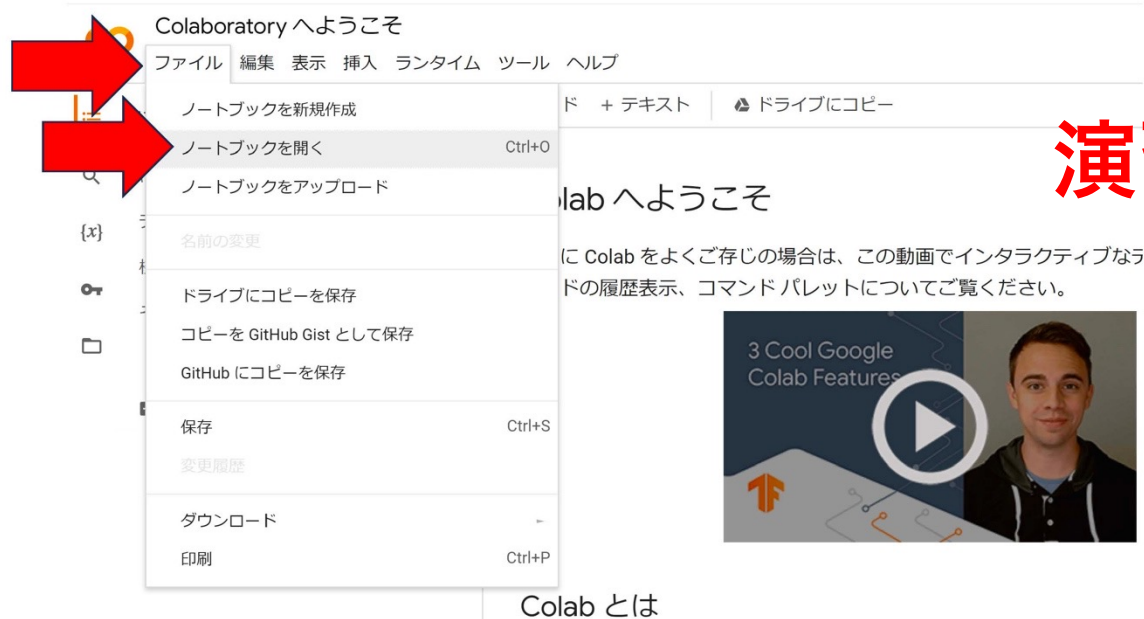 Colaboratory へようこそ
ファイル 編集 表示 挿入 ランタイム ツール ヘルプ
ノートブックを新規作成
ノートブックを開く Ctrl+O
ノートブックをアップロード
名前の変更
ドライブにコピーを保存
コピーを GitHub Gist として保存
GitHub にコピーを保存
保存 Ctrl+S
変更履歴
ダウンロード
印刷 Ctrl+P
ド + テキスト ドライブにコピー
演
{x}
lab へようこそ
に Colab をよくご存じの場合は、この動画でインタラクティブなテ
ドの履歴表示、コマンド パレットについてご覧ください。
3 Cool Google
Colab Features
Colab とは